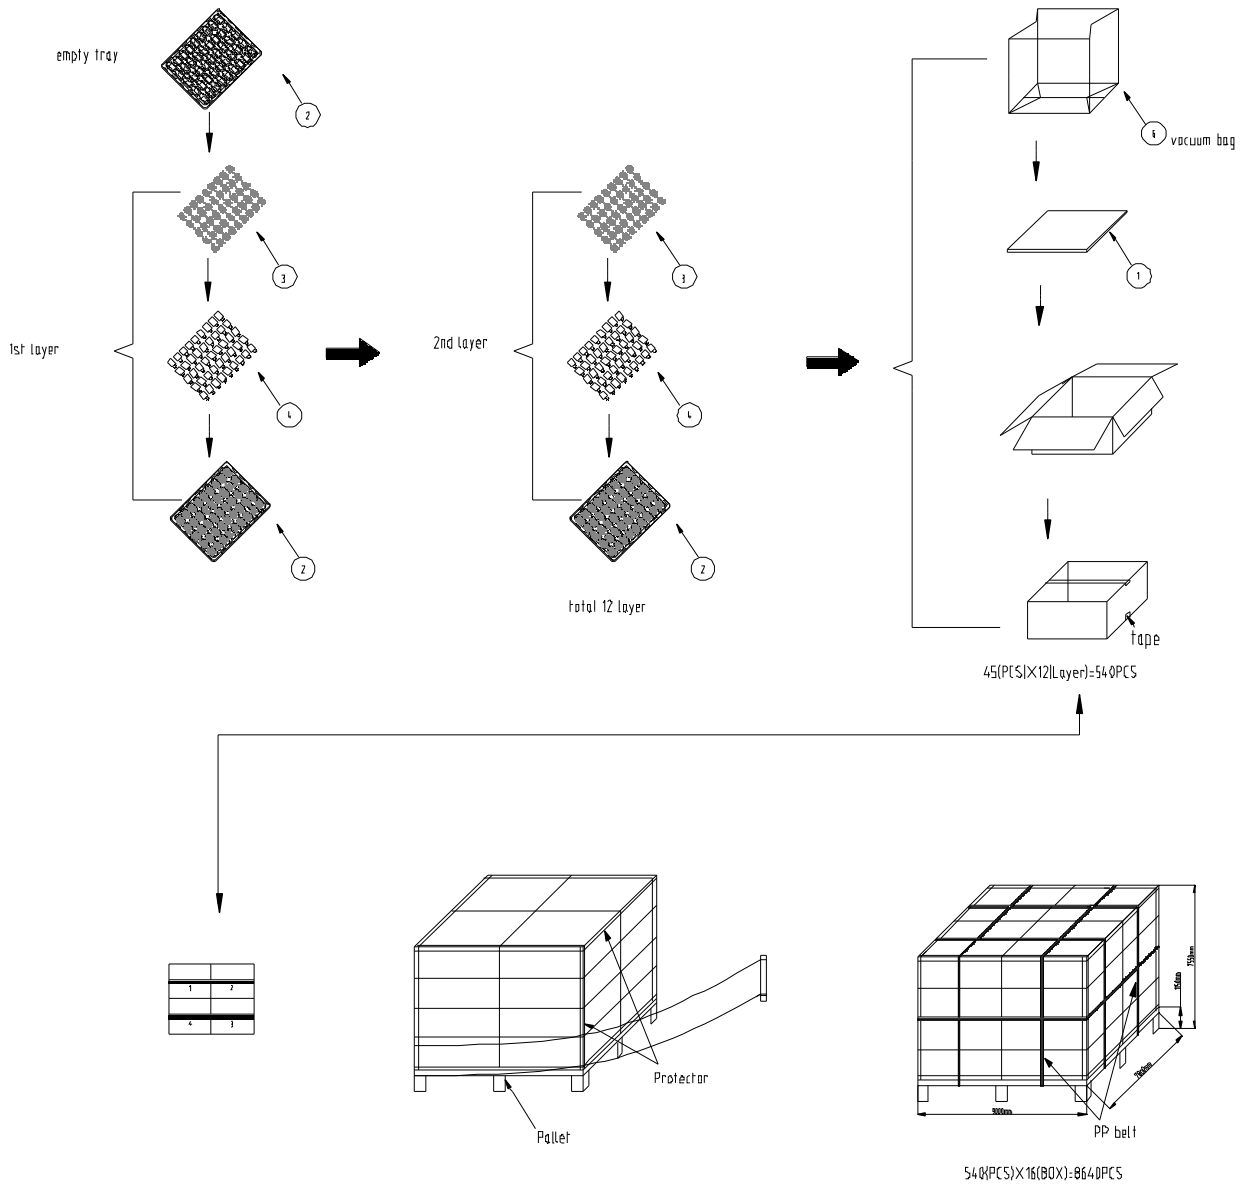 empty tray
2
6
vacuum bag
3
3
1
1st layer
2nd layer
4
4
2
2
total 12 layer
tape
45(PCS)X12(Layer)=540PCS
1 2
4 3
Protector
Pallet
PP belt
540(PCS)X16(BOX)=8640PCS